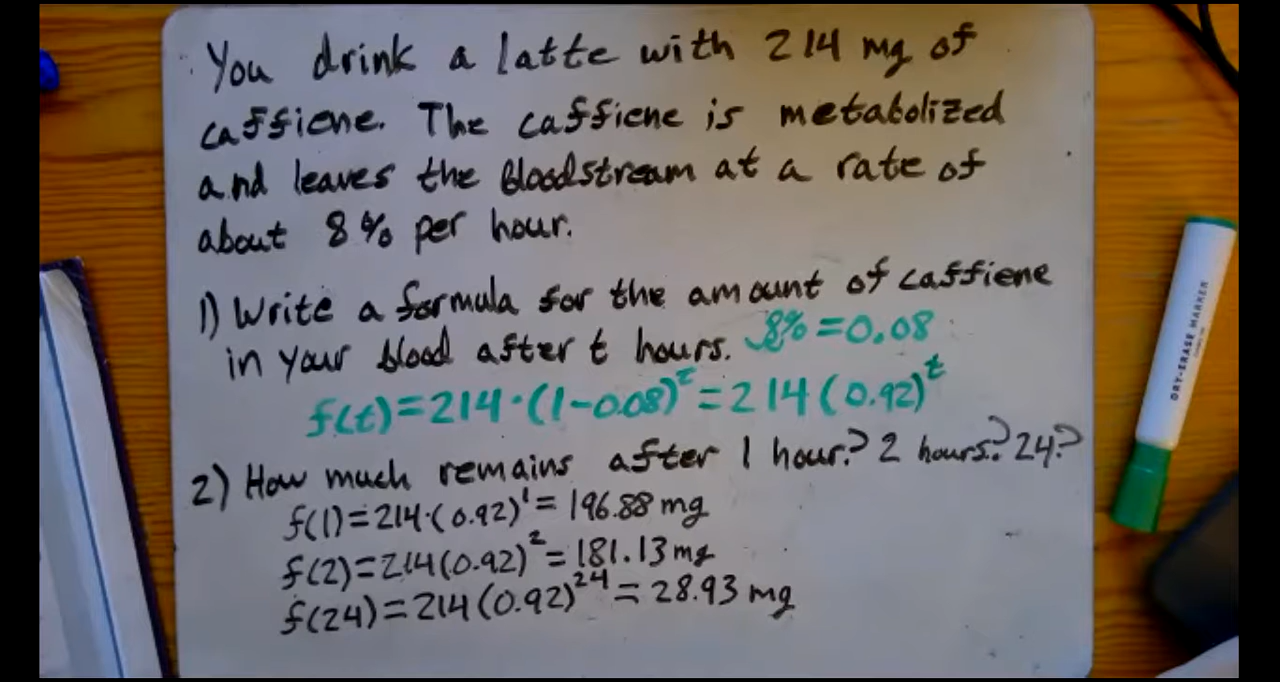 You drink a latte with 214 mg of
caffiene. The caffiene is metabolized
and leaves the bloodstream at a rate of
about 8% per hour.
1) Write a formula for the amount of caffiene
in your blood after t hours. 8% = 0.08
f(t) = 214·(1-0.08)^t = 214(0.92)^t
2) How much remains after 1 hour? 2 hours? 24?
f(1) = 214·(0.92)^1 = 196.88 mg
f(2) = 214(0.92)^2 = 181.13 mg
f(24) = 214(0.92)^24 = 28.93 mg
DRY-ERASE MARKER